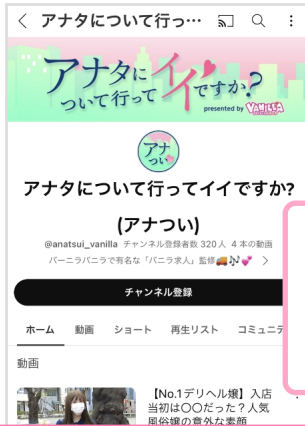 アナタについて行っ…
アナタに
ついて行って
イイですか?
presented by VANILLA
アナ
つい
アナタについて行ってイイですか?
(アナつい)
@anatsui_vanilla チャンネル登録者数 320人 4 本の動画
バーニラバニラで有名な「バニラ求人」監修🚚🎶💕 >
チャンネル登録
ホーム 動画 ショート 再生リスト コミュニテ
動画
【No.1デリヘル嬢】入店
当初は〇〇だった?人気
風俗嬢の意外な素顔